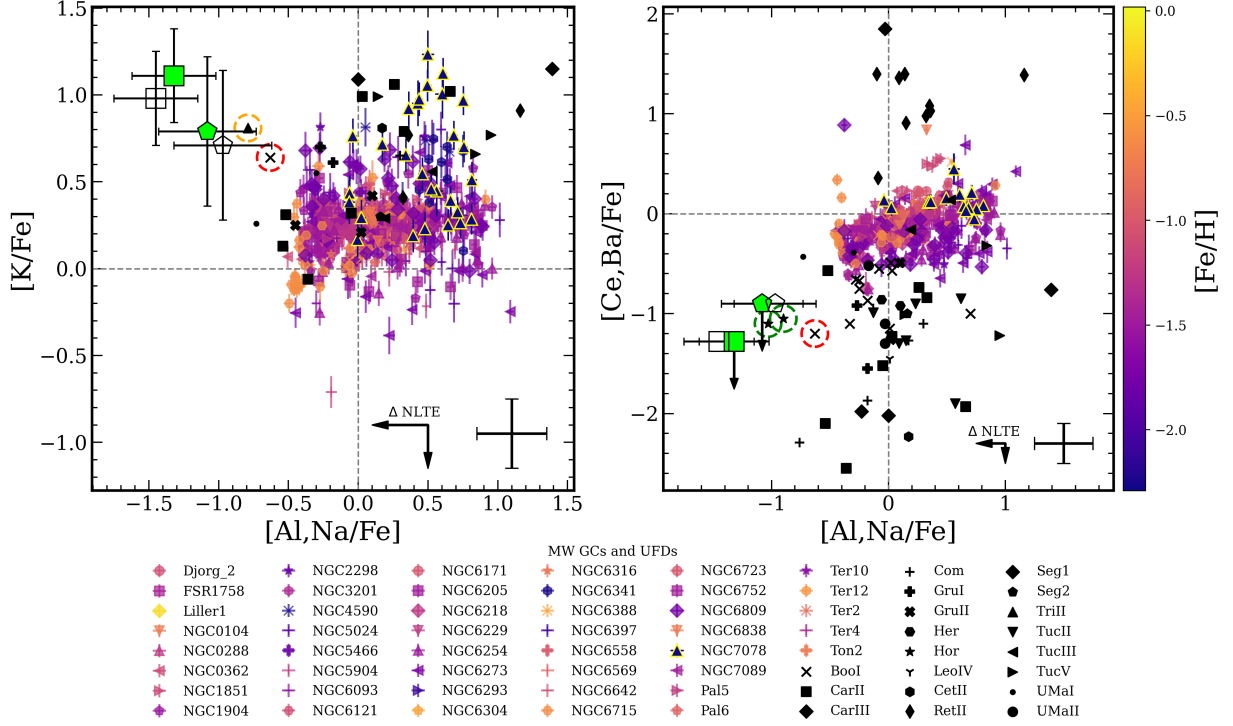 1.5
1.0
0.5
0.0
−0.5
−1.0
[K/Fe]
Δ NLTE
−1.5 −1.0 −0.5 0.0 0.5 1.0 1.5
[Al,Na/Fe]
2
1
0
−1
−2
[Ce,Ba/Fe]
Δ NLTE
−1 0 1
[Al,Na/Fe]
0.0
−0.5
−1.0
−1.5
−2.0
[Fe/H]
MW GCs and UFDs
Djorg_2 NGC2298 NGC6171 NGC6316 NGC6723 Ter10 Com Seg1
FSR1758 NGC3201 NGC6205 NGC6341 NGC6752 Ter12 GruI Seg2
Liller1 NGC4590 NGC6218 NGC6388 NGC6809 Ter2 GruII TriII
NGC0104 NGC5024 NGC6229 NGC6397 NGC6838 Ter4 Her TucII
NGC0288 NGC5466 NGC6254 NGC6558 NGC7078 Ton2 Hor TucIII
NGC0362 NGC5904 NGC6273 NGC6569 NGC7089 BooI LeoIV TucV
NGC1851 NGC6093 NGC6293 NGC6642 Pal5 CarII CetII UMaI
NGC1904 NGC6121 NGC6304 NGC6715 Pal6 CarIII RetII UMaII